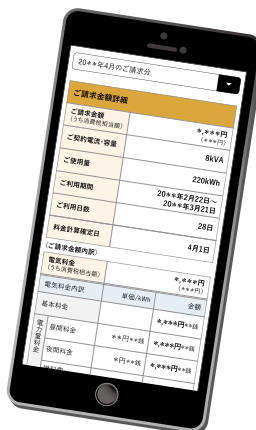 20**年4月のご請求分
ご請求金額詳細
ご請求金額
(うち消費税相当額)
*,***円
(***円)
ご契約電流・容量
8kVA
ご使用量
220kWh
ご利用期間
20**年2月22日～
20**年3月21日
ご利用日数
28日
料金計算確定日
4月1日
〈ご請求金額内訳〉
電気料金
(うち消費税相当額)
*,***円
(***円)
電気料金内訳
単価/kWh
金額
基本料金
*,***円**銭
電力量料金
昼間料金
**円**銭
*,***円**銭
夜間料金
*円**銭
*,***円**銭